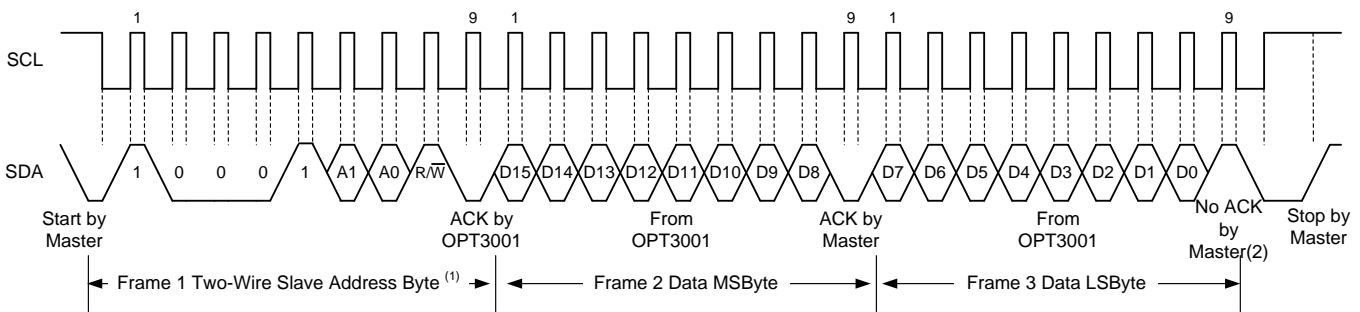 1 9 1 9 1 9
SCL
SDA
1 0 0 0 1 A1 A0 R/W̅ D15 D14 D13 D12 D11 D10 D9 D8 D7 D6 D5 D4 D3 D2 D1 D0
Start by
Master
ACK by
OPT3001
From
OPT3001
ACK by
Master
From
OPT3001
No ACK
by
Master(2)
Stop by
Master
Frame 1 Two-Wire Slave Address Byte (1)
Frame 2 Data MSByte
Frame 3 Data LSByte